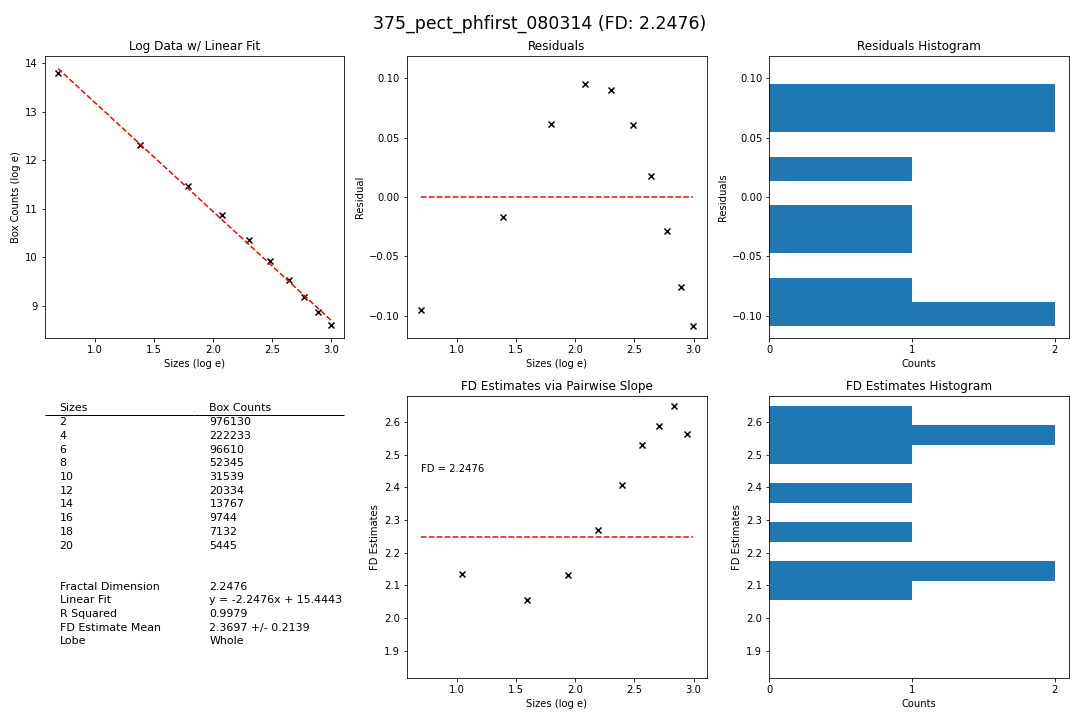 375_pect_phfirst_080314 (FD: 2.2476)
Log Data w/ Linear Fit
14
13
12
11
10
9
Box Counts (log e)
1.0 1.5 2.0 2.5 3.0
Sizes (log e)
Residuals
0.10
0.05
0.00
−0.05
−0.10
Residual
1.0 1.5 2.0 2.5 3.0
Sizes (log e)
Residuals Histogram
0.10
0.05
0.00
−0.05
−0.10
Residuals
0 1 2
Counts
Sizes Box Counts
2 976130
4 222233
6 96610
8 52345
10 31539
12 20334
14 13767
16 9744
18 7132
20 5445
Fractal Dimension 2.2476
Linear Fit y = -2.2476x + 15.4443
R Squared 0.9979
FD Estimate Mean 2.3697 +/- 0.2139
Lobe Whole
FD Estimates via Pairwise Slope
2.6
2.5
2.4
2.3
2.2
2.1
2.0
1.9
FD Estimates
FD = 2.2476
1.0 1.5 2.0 2.5 3.0
Sizes (log e)
FD Estimates Histogram
2.6
2.5
2.4
2.3
2.2
2.1
2.0
1.9
FD Estimates
0 1 2
Counts